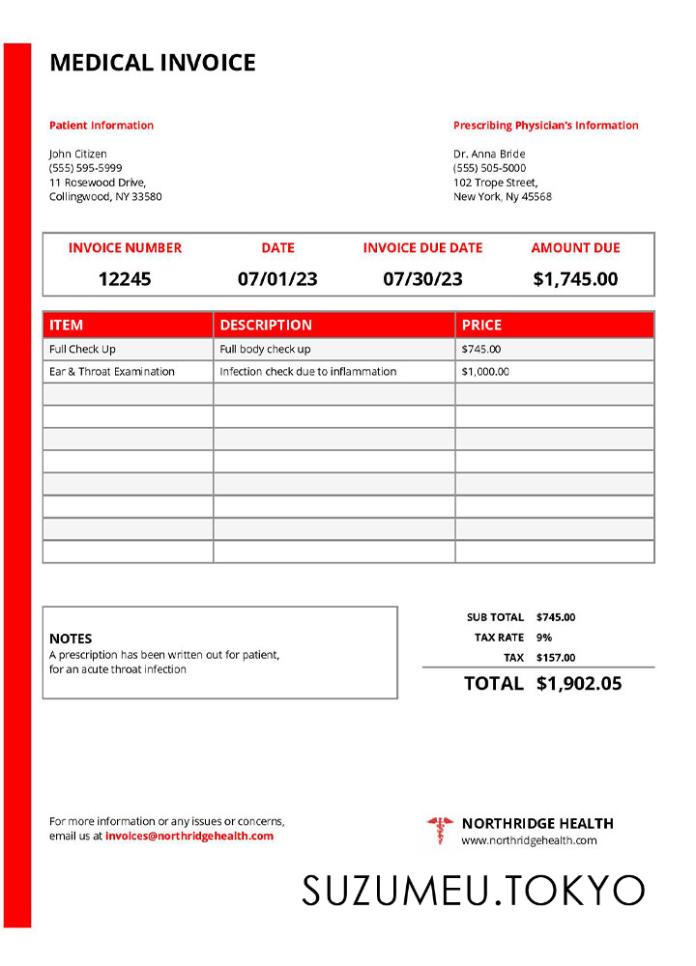 MEDICAL INVOICE
Patient Information
John Citizen
(555) 595-5999
11 Rosewood Drive,
Collingwood, NY 33580
Prescribing Physician's Information
Dr. Anna Bride
(555) 505-5000
102 Trope Street,
New York, Ny 45568
INVOICE NUMBER DATE INVOICE DUE DATE AMOUNT DUE
12245 07/01/23 07/30/23 $1,745.00
ITEM DESCRIPTION PRICE
Full Check Up Full body check up $745.00
Ear & Throat Examination Infection check due to inflammation $1,000.00
NOTES
A prescription has been written out for patient,
for an acute throat infection
SUB TOTAL $745.00
TAX RATE 9%
TAX $157.00
TOTAL $1,902.05
For more information or any issues or concerns,
email us at invoices@northridgehealth.com
NORTHRIDGE HEALTH
www.northridgehealth.com
SUZUMEU.TOKYO